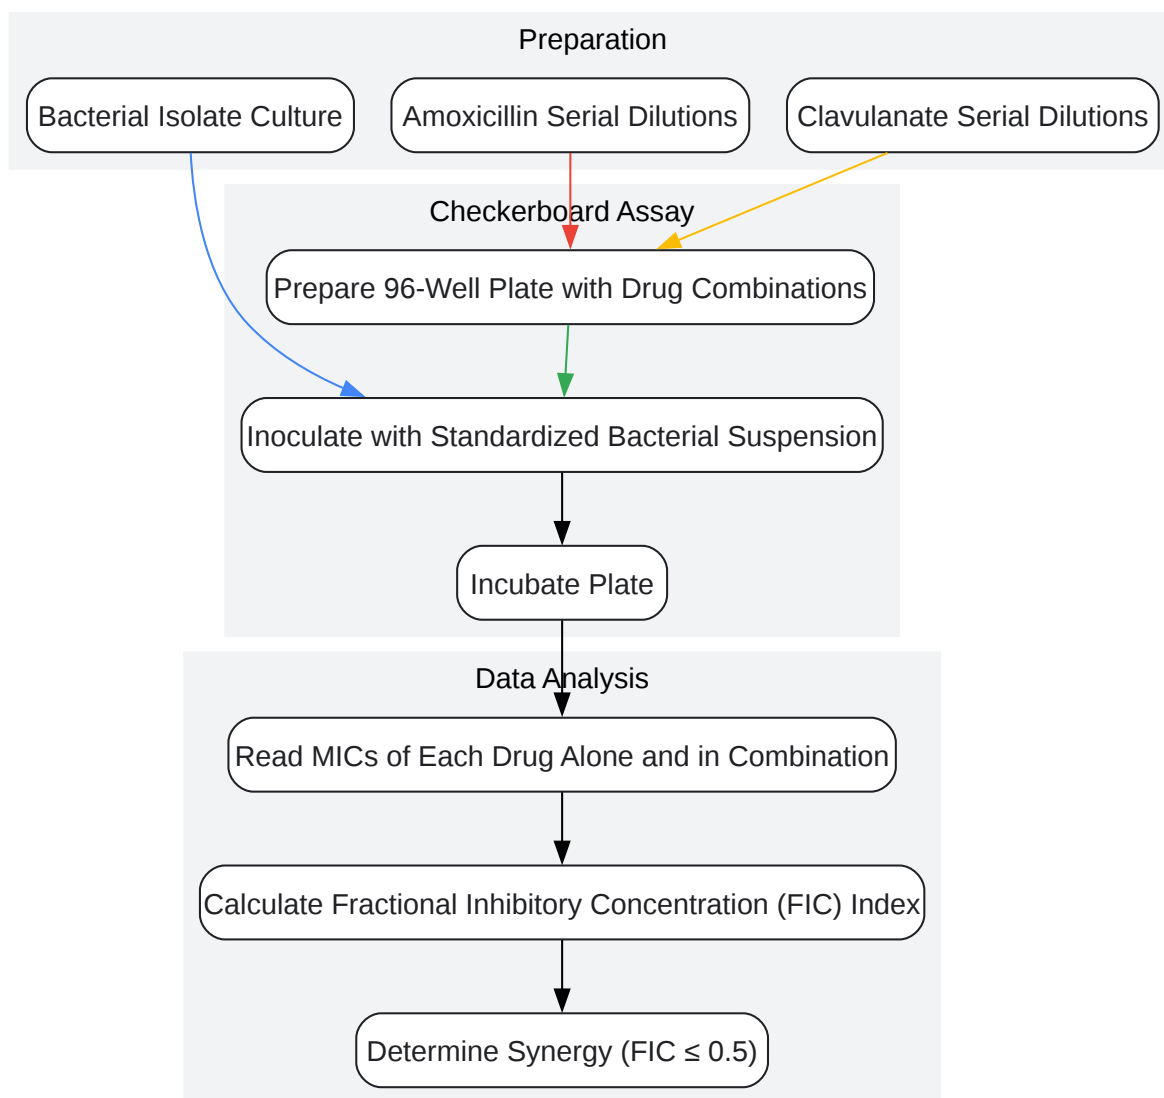 Preparation
Bacterial Isolate Culture
Amoxicillin Serial Dilutions
Clavulanate Serial Dilutions
Checkerboard Assay
Prepare 96-Well Plate with Drug Combinations
Inoculate with Standardized Bacterial Suspension
Incubate Plate
Data Analysis
Read MICs of Each Drug Alone and in Combination
Calculate Fractional Inhibitory Concentration (FIC) Index
Determine Synergy (FIC ≤ 0.5)